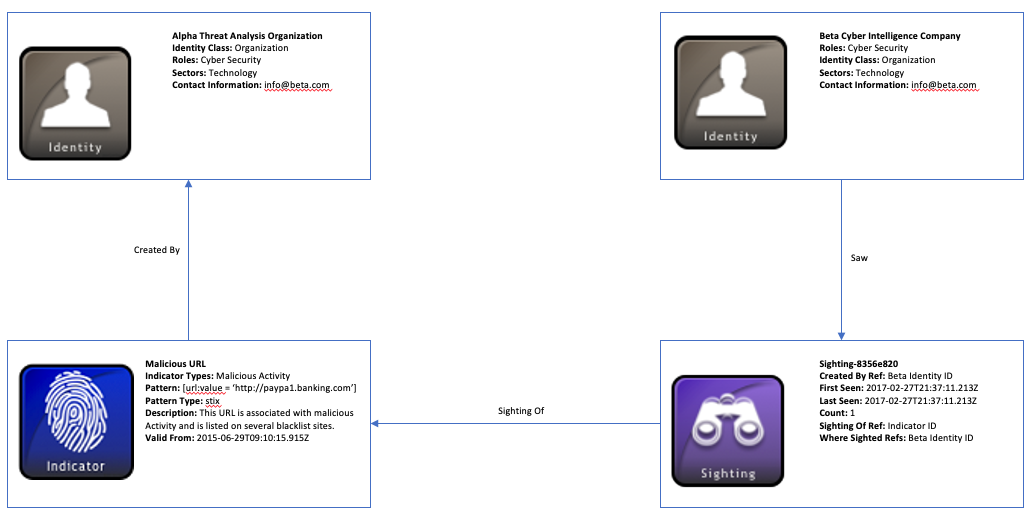 Alpha Threat Analysis Organization
Identity Class: Organization
Roles: Cyber Security
Sectors: Technology
Contact Information: info@beta.com
Identity
Beta Cyber Intelligence Company
Roles: Cyber Security
Identity Class: Organization
Sectors: Technology
Contact Information: info@beta.com
Identity
Created By
Saw
Malicious URL
Indicator Types: Malicious Activity
Pattern: [url:value = ‘http://paypa1.banking.com’]
Pattern Type: stix
Description: This URL is associated with malicious
Activity and is listed on several blacklist sites.
Valid From: 2015-06-29T09:10:15.915Z
Indicator
Sighting Of
Sighting-8356e820
Created By Ref: Beta Identity ID
First Seen: 2017-02-27T21:37:11.213Z
Last Seen: 2017-02-27T21:37:11.213Z
Count: 1
Sighting Of Ref: Indicator ID
Where Sighted Refs: Beta Identity ID
Sighting